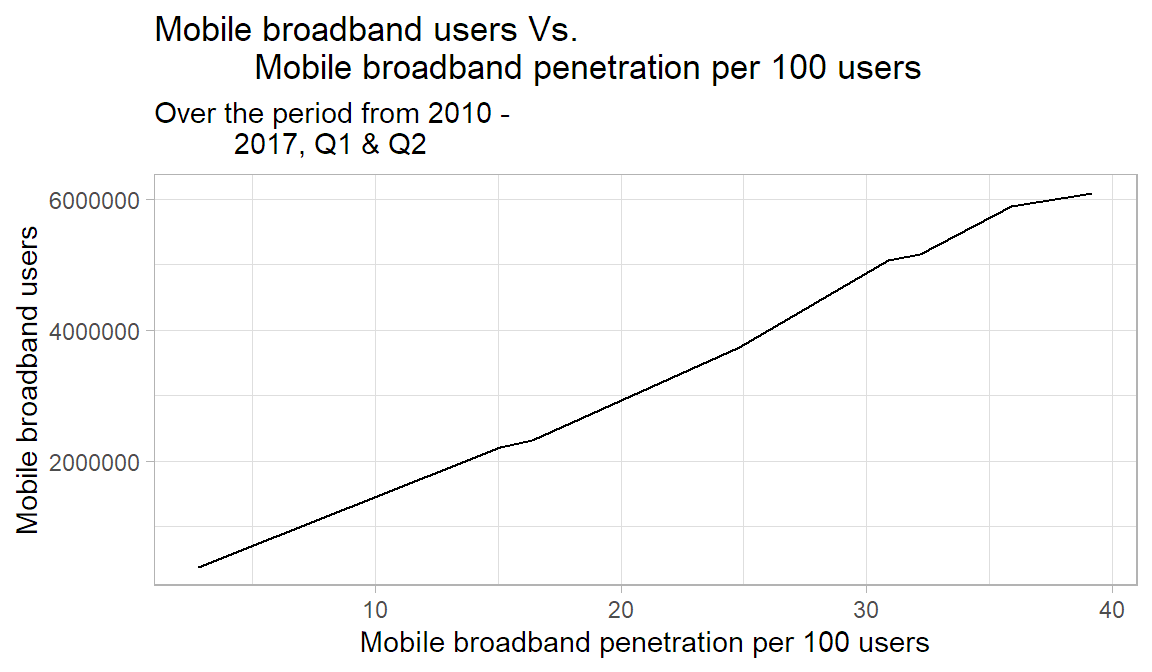 Mobile broadband users Vs.
Mobile broadband penetration per 100 users
Over the period from 2010 -
2017, Q1 & Q2
Mobile broadband users
6000000
4000000
2000000
10 20 30 40
Mobile broadband penetration per 100 users